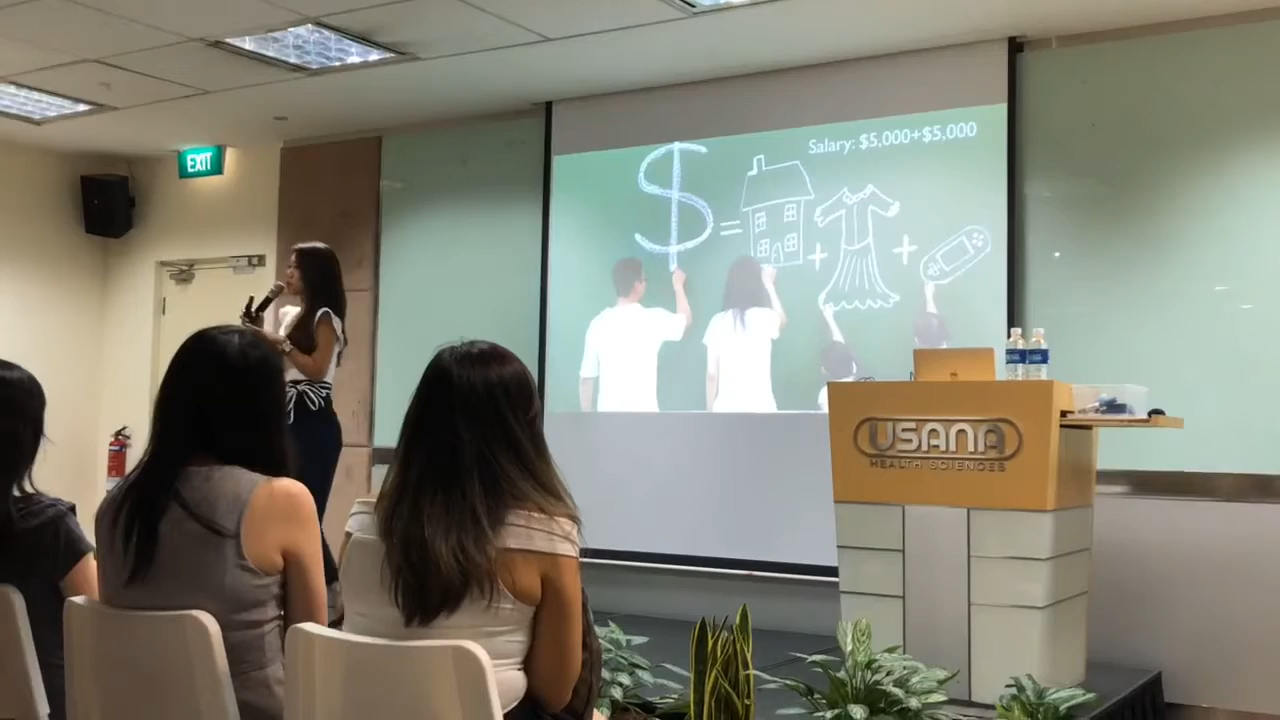 EXIT
Salary: $5,000+$5,000
$ = + +
USANA
HEALTH SCIENCES